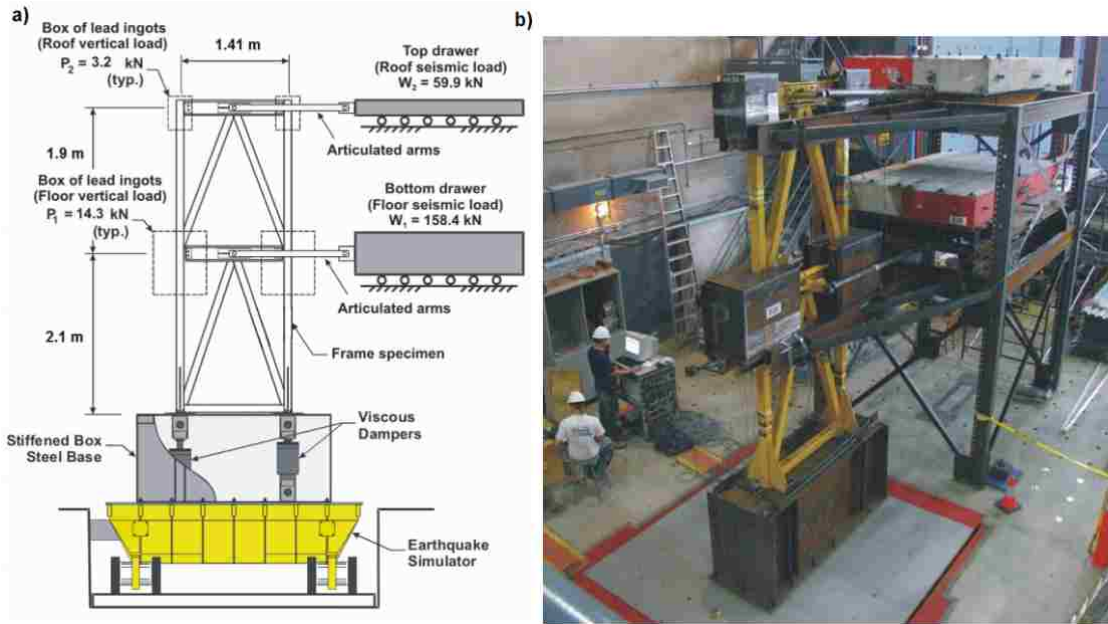 a)
Box of lead ingots
(Roof vertical load)
P₂ = 3.2 kN
(typ.)
1.41 m
Top drawer
(Roof seismic load)
W₂ = 59.9 kN
Articulated arms
1.9 m
Box of lead ingots
(Floor vertical load)
P₁ = 14.3 kN
(typ.)
Bottom drawer
(Floor seismic load)
W₁ = 158.4 kN
Articulated arms
2.1 m
Frame specimen
Viscous
Dampers
Stiffened Box
Steel Base
Earthquake
Simulator
b)